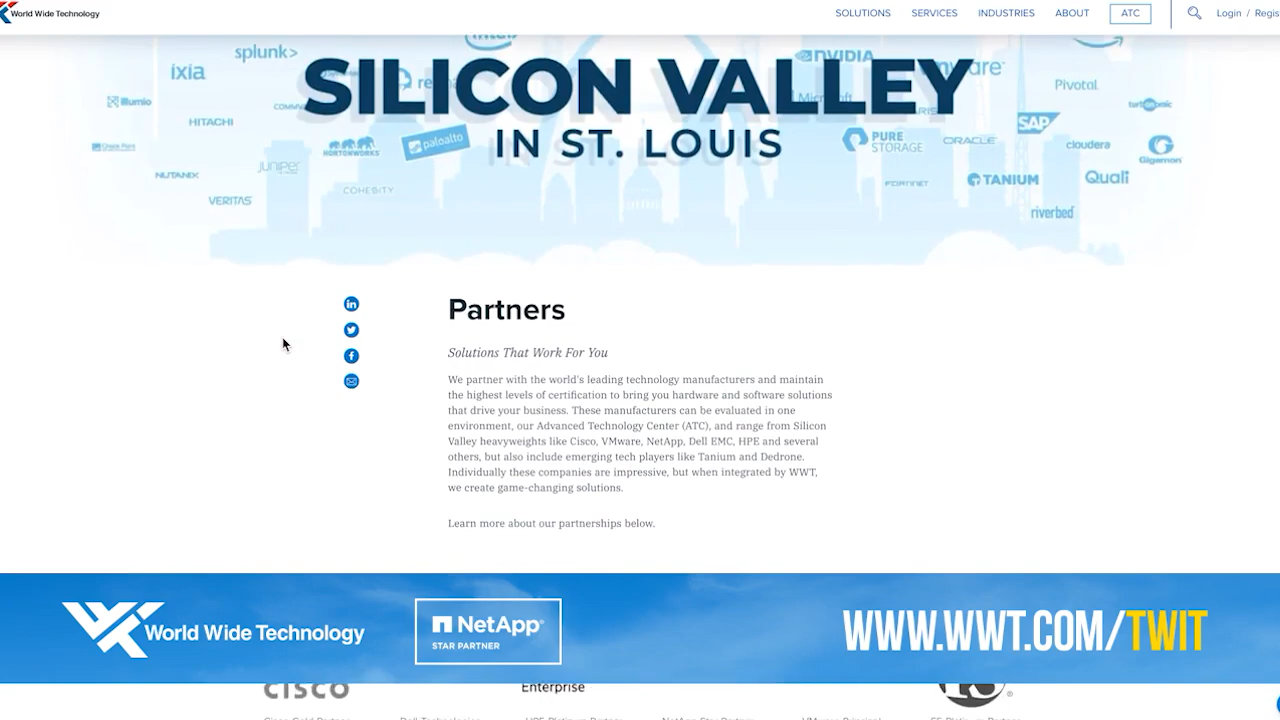 World Wide Technology
SOLUTIONS SERVICES INDUSTRIES ABOUT ATC Login / Regis
splunk>
NVIDIA
ixia
Pivotal
Microsoft
illumio
SILICON VALLEY
HITACHI
SAP
IN ST. LOUIS
HORTONWORKS
paloalto
PURE STORAGE
ORACLE
cloudera
Gigamon
JUNIPER
NUTANIX
COHESITY
FORTINET
TANIUM
Quali
VERITAS
riverbed
Partners
Solutions That Work For You
We partner with the world's leading technology manufacturers and maintain
the highest levels of certification to bring you hardware and software solutions
that drive your business. These manufacturers can be evaluated in one
environment, our Advanced Technology Center (ATC), and range from Silicon
Valley heavyweights like Cisco, VMware, NetApp, Dell EMC, HPE and several
others, but also include emerging tech players like Tanium and Dedrone.
Individually these companies are impressive, but when integrated by WWT,
we create game-changing solutions.
Learn more about our partnerships below.
World Wide Technology
NetApp®
STAR PARTNER
WWW.WWT.COM/TWIT
cisco
Enterprise